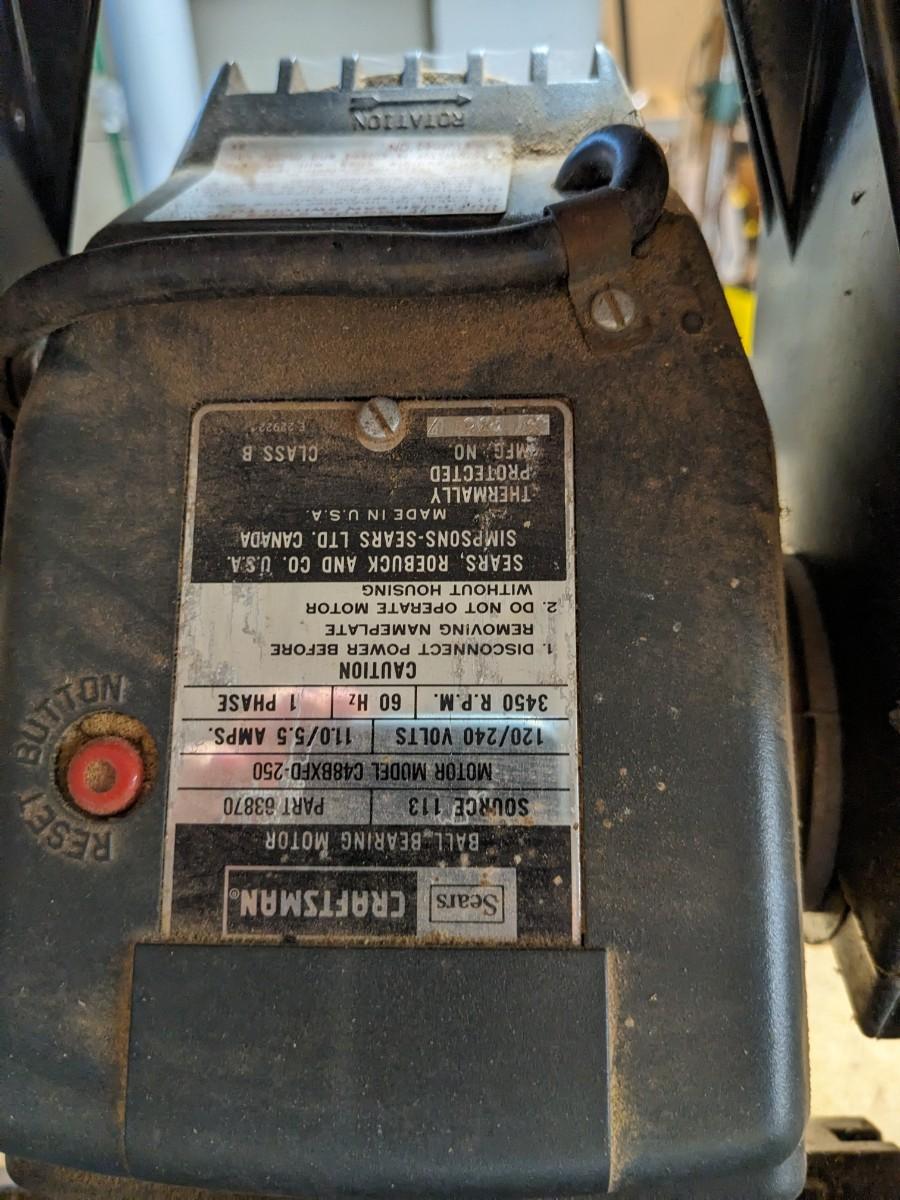 Sears CRAFTSMAN®
BALL BEARING MOTOR
SOURCE 113 PART 63870
MOTOR MODEL C48BXFD-250
120/240 VOLTS 11.0/5.5 AMPS.
3450 R.P.M. 60 Hz 1 PHASE
CAUTION
1. DISCONNECT POWER BEFORE
REMOVING NAMEPLATE
2. DO NOT OPERATE MOTOR
WITHOUT HOUSING
SEARS, ROEBUCK AND CO. U.S.A.
SIMPSONS-SEARS LTD. CANADA
MADE IN U.S.A.
THERMALLY
PROTECTED
MFG. NO CLASS B
RESET BUTTON
ROTATION